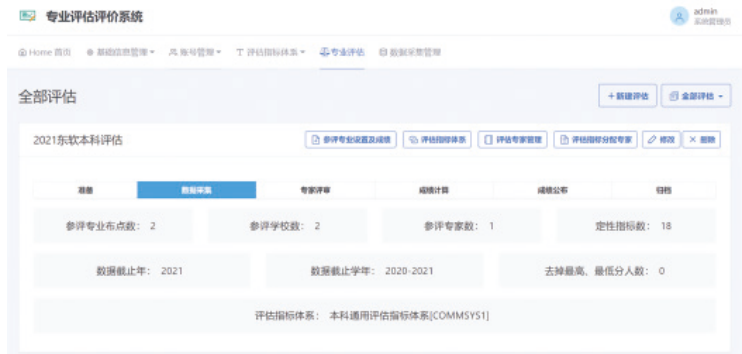 专业评估评价系统
admin
系统管理员
Home 首页 基础信息管理 账号管理 评估指标体系 专业评估 数据采集管理
全部评估 +新建评估 全部评估
2021东软本科评估 参评专业设置及成绩 评估指标体系 评估专家管理 评估指标分配专家 修改 × 删除
准备 数据采集 专家评审 成绩计算 成绩公布 归档
参评专业布点数： 2 参评学校数： 2 参评专家数： 1 定性指标数： 18
数据截止年： 2021 数据截止学年： 2020-2021 去掉最高、最低分人数： 0
评估指标体系： 本科通用评估指标体系[COMMSYS1]